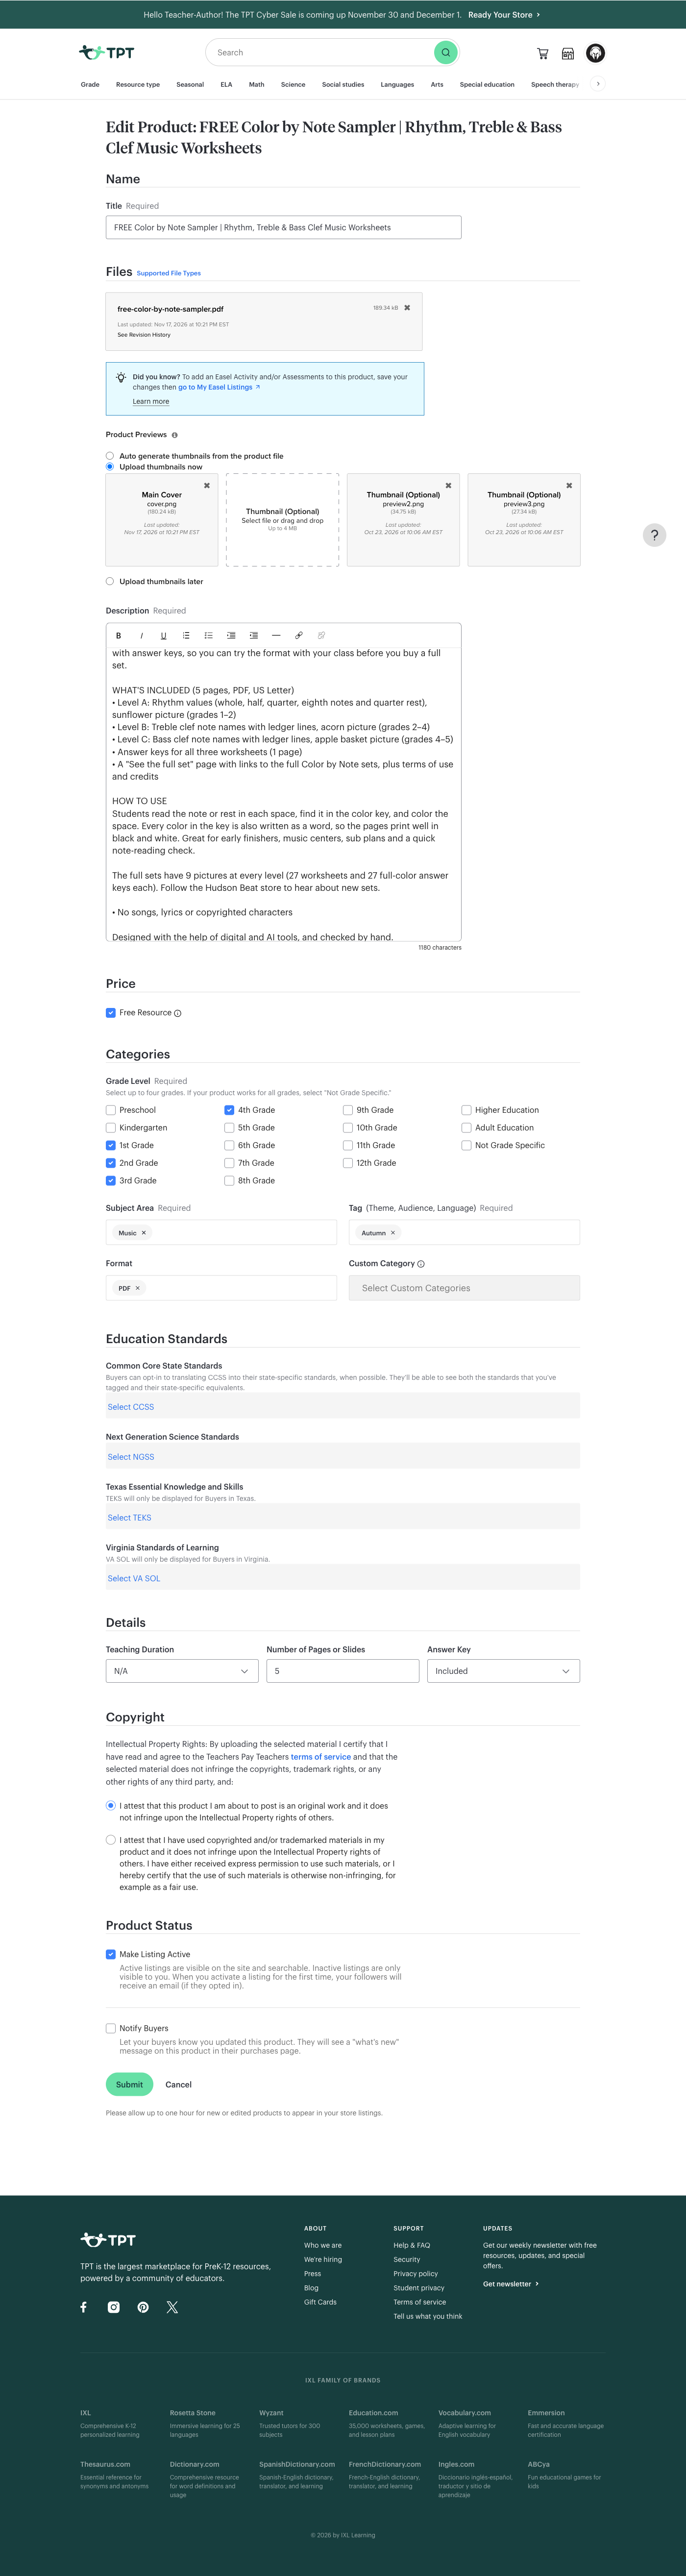 Hello Teacher-Author! The TPT Cyber Sale is coming up November 30 and December 1. Ready Your Store
TPT
Search
Grade Resource type Seasonal ELA Math Science Social studies Languages Arts Special education Speech therapy
Edit Product: FREE Color by Note Sampler | Rhythm, Treble & Bass
Clef Music Worksheets
Name
Title Required
FREE Color by Note Sampler | Rhythm, Treble & Bass Clef Music Worksheets
Files Supported File Types
free-color-by-note-sampler.pdf 189.34 kB
Last updated: Nov 17, 2026 at 10:21 PM EST
See Revision History
Did you know? To add an Easel Activity and/or Assessments to this product, save your
changes then go to My Easel Listings
Learn more
Product Previews
Auto generate thumbnails from the product file
Upload thumbnails now
Main Cover
cover.png
(180.24 kB)
Last updated:
Nov 17, 2026 at 10:21 PM EST
Thumbnail (Optional)
Select file or drag and drop
Up to 4 MB
Thumbnail (Optional)
preview2.png
(34.75 kB)
Last updated:
Oct 23, 2026 at 10:06 AM EST
Thumbnail (Optional)
preview3.png
(27.34 kB)
Last updated:
Oct 23, 2026 at 10:06 AM EST
?
Upload thumbnails later
Description Required
B I U
with answer keys, so you can try the format with your class before you buy a full
set.
WHAT'S INCLUDED (5 pages, PDF, US Letter)
• Level A: Rhythm values (whole, half, quarter, eighth notes and quarter rest),
sunflower picture (grades 1–2)
• Level B: Treble clef note names with ledger lines, acorn picture (grades 2–4)
• Level C: Bass clef note names with ledger lines, apple basket picture (grades 4–5)
• Answer keys for all three worksheets (1 page)
• A "See the full set" page with links to the full Color by Note sets, plus terms of use
and credits
HOW TO USE
Students read the note or rest in each space, find it in the color key, and color the
space. Every color in the key is also written as a word, so the pages print well in
black and white. Great for early finishers, music centers, sub plans and a quick
note-reading check.
The full sets have 9 pictures at every level (27 worksheets and 27 full-color answer
keys each). Follow the Hudson Beat store to hear about new sets.
• No songs, lyrics or copyrighted characters
Designed with the help of digital and AI tools, and checked by hand.
1180 characters
Price
Free Resource
Categories
Grade Level Required
Select up to four grades. If your product works for all grades, select "Not Grade Specific."
Preschool 4th Grade 9th Grade Higher Education
Kindergarten 5th Grade 10th Grade Adult Education
1st Grade 6th Grade 11th Grade Not Grade Specific
2nd Grade 7th Grade 12th Grade
3rd Grade 8th Grade
Subject Area Required
Music
Tag (Theme, Audience, Language) Required
Autumn
Format
PDF
Custom Category
Select Custom Categories
Education Standards
Common Core State Standards
Buyers can opt-in to translating CCSS into their state-specific standards, when possible. They'll be able to see both the standards that you've
tagged and their state-specific equivalents.
Select CCSS
Next Generation Science Standards
Select NGSS
Texas Essential Knowledge and Skills
TEKS will only be displayed for Buyers in Texas.
Select TEKS
Virginia Standards of Learning
VA SOL will only be displayed for Buyers in Virginia.
Select VA SOL
Details
Teaching Duration Number of Pages or Slides Answer Key
N/A 5 Included
Copyright
Intellectual Property Rights: By uploading the selected material I certify that I
have read and agree to the Teachers Pay Teachers terms of service and that the
selected material does not infringe the copyrights, trademark rights, or any
other rights of any third party, and:
I attest that this product I am about to post is an original work and it does
not infringe upon the Intellectual Property rights of others.
I attest that I have used copyrighted and/or trademarked materials in my
product and it does not infringe upon the Intellectual Property rights of
others. I have either received express permission to use such materials, or I
hereby certify that the use of such materials is otherwise non-infringing, for
example as a fair use.
Product Status
Make Listing Active
Active listings are visible on the site and searchable. Inactive listings are only
visible to you. When you activate a listing for the first time, your followers will
receive an email (if they opted in).
Notify Buyers
Let your buyers know you updated this product. They will see a "what's new"
message on this product in their purchases page.
Submit Cancel
Please allow up to one hour for new or edited products to appear in your store listings.
TPT
TPT is the largest marketplace for PreK-12 resources,
powered by a community of educators.
ABOUT
Who we are
We're hiring
Press
Blog
Gift Cards
SUPPORT
Help & FAQ
Security
Privacy policy
Student privacy
Terms of service
Tell us what you think
UPDATES
Get our weekly newsletter with free
resources, updates, and special
offers.
Get newsletter
IXL FAMILY OF BRANDS
IXL
Comprehensive K-12
personalized learning
Rosetta Stone
Immersive learning for 25
languages
Wyzant
Trusted tutors for 300
subjects
Education.com
35,000 worksheets, games,
and lesson plans
Vocabulary.com
Adaptive learning for
English vocabulary
Emmersion
Fast and accurate language
certification
Thesaurus.com
Essential reference for
synonyms and antonyms
Dictionary.com
Comprehensive resource
for word definitions and
usage
SpanishDictionary.com
Spanish-English dictionary,
translator, and learning
FrenchDictionary.com
French-English dictionary,
translator, and learning
Ingles.com
Diccionario inglés-español,
traductor y sitio de
aprendizaje
ABCya
Fun educational games for
kids
© 2026 by IXL Learning